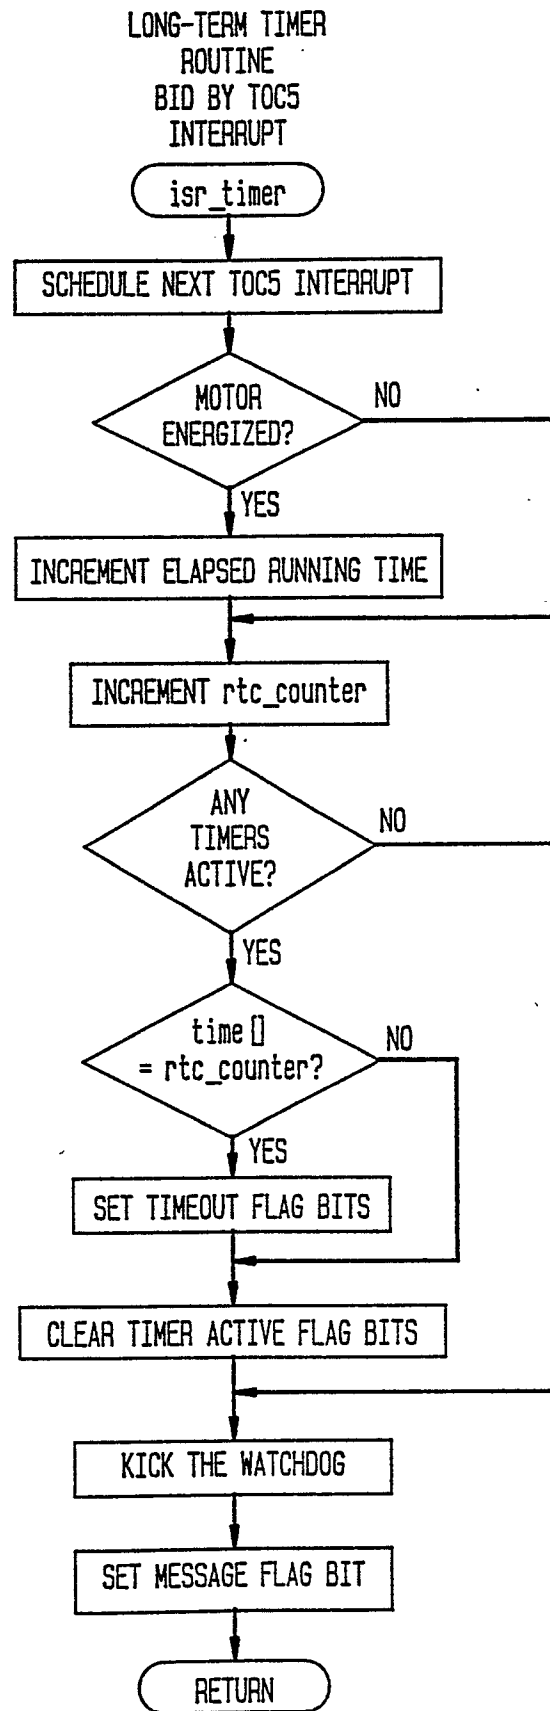 LONG-TERM TIMER
ROUTINE
BID BY TOC5
INTERRUPT
isr_timer
SCHEDULE NEXT TOC5 INTERRUPT
MOTOR
ENERGIZED?
NO
YES
INCREMENT ELAPSED RUNNING TIME
INCREMENT rtc_counter
ANY
TIMERS
ACTIVE?
NO
YES
time []
= rtc_counter?
NO
YES
SET TIMEOUT FLAG BITS
CLEAR TIMER ACTIVE FLAG BITS
KICK THE WATCHDOG
SET MESSAGE FLAG BIT
RETURN